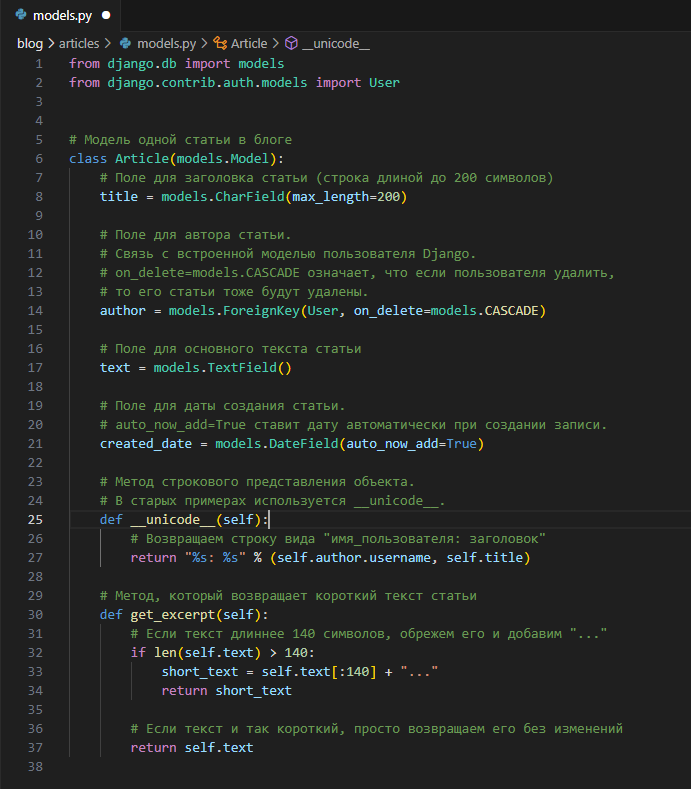 models.py
blog > articles > models.py > Article > __unicode__
1 from django.db import models
2 from django.contrib.auth.models import User
3
4
5 # Модель одной статьи в блоге
6 class Article(models.Model):
7 # Поле для заголовка статьи (строка длиной до 200 символов)
8 title = models.CharField(max_length=200)
9
10 # Поле для автора статьи.
11 # Связь с встроенной моделью пользователя Django.
12 # on_delete=models.CASCADE означает, что если пользователя удалить,
13 # то его статьи тоже будут удалены.
14 author = models.ForeignKey(User, on_delete=models.CASCADE)
15
16 # Поле для основного текста статьи
17 text = models.TextField()
18
19 # Поле для даты создания статьи.
20 # auto_now_add=True ставит дату автоматически при создании записи.
21 created_date = models.DateField(auto_now_add=True)
22
23 # Метод строкового представления объекта.
24 # В старых примерах используется __unicode__.
25 def __unicode__(self):
26 # Возвращаем строку вида "имя_пользователя: заголовок"
27 return "%s: %s" % (self.author.username, self.title)
28
29 # Метод, который возвращает короткий текст статьи
30 def get_excerpt(self):
31 # Если текст длиннее 140 символов, обрежем его и добавим "..."
32 if len(self.text) > 140:
33 short_text = self.text[:140] + "..."
34 return short_text
35
36 # Если текст и так короткий, просто возвращаем его без изменений
37 return self.text
38